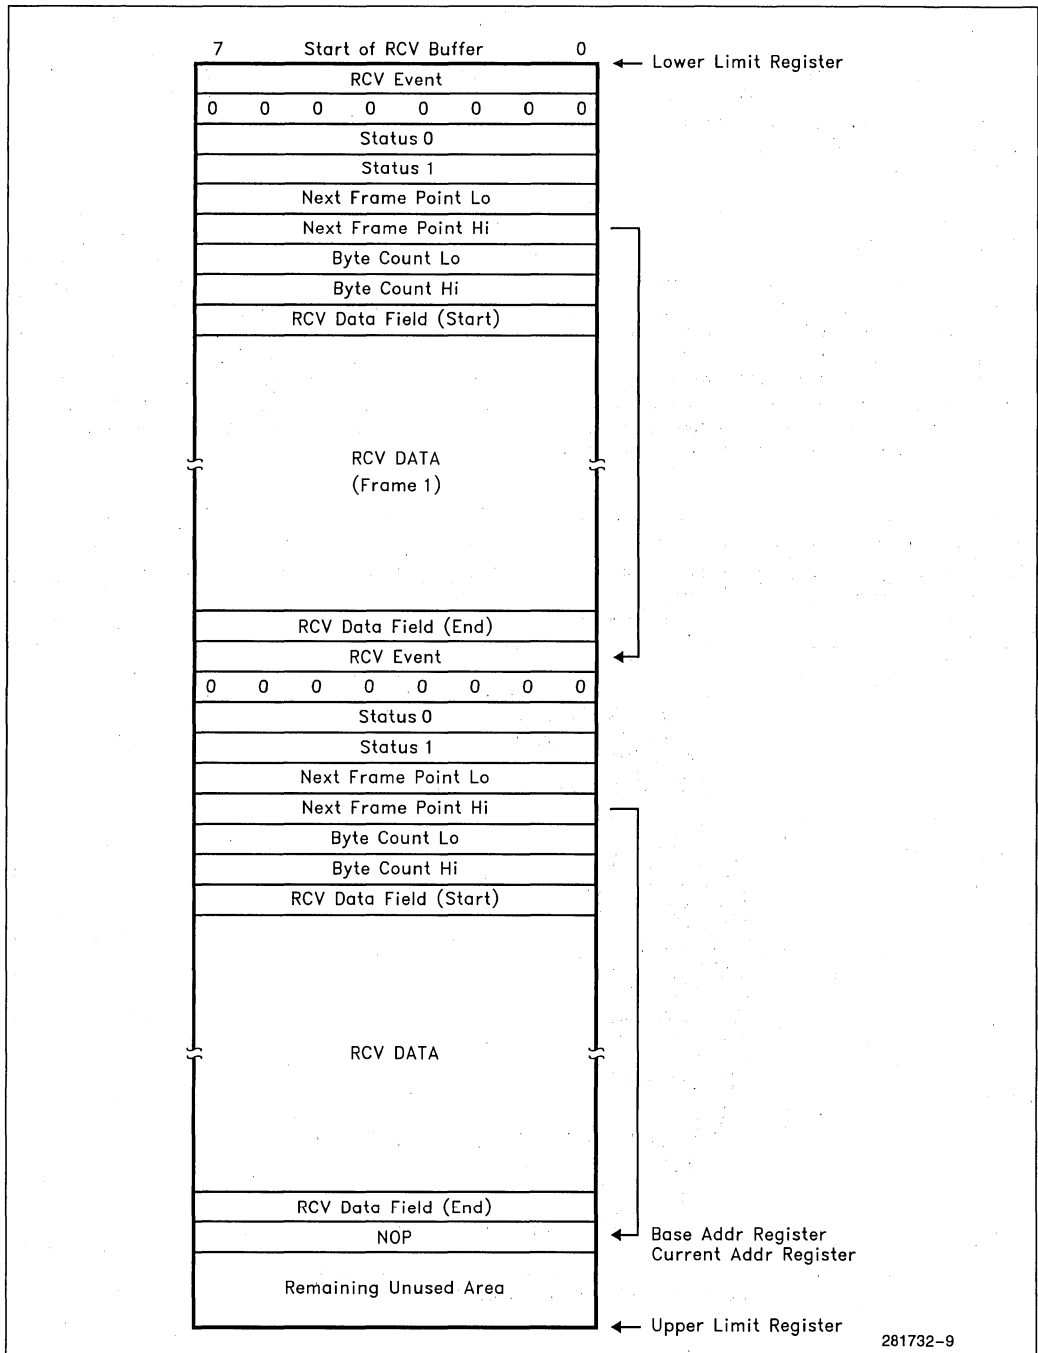 7 Start of RCV Buffer 0
Lower Limit Register
RCV Event
0 0 0 0 0 0 0 0
Status 0
Status 1
Next Frame Point Lo
Next Frame Point Hi
Byte Count Lo
Byte Count Hi
RCV Data Field (Start)
RCV DATA
(Frame 1)
RCV Data Field (End)
RCV Event
0 0 0 0 0 0 0 0
Status 0
Status 1
Next Frame Point Lo
Next Frame Point Hi
Byte Count Lo
Byte Count Hi
RCV Data Field (Start)
RCV DATA
RCV Data Field (End)
NOP
Base Addr Register
Current Addr Register
Remaining Unused Area
Upper Limit Register
281732-9